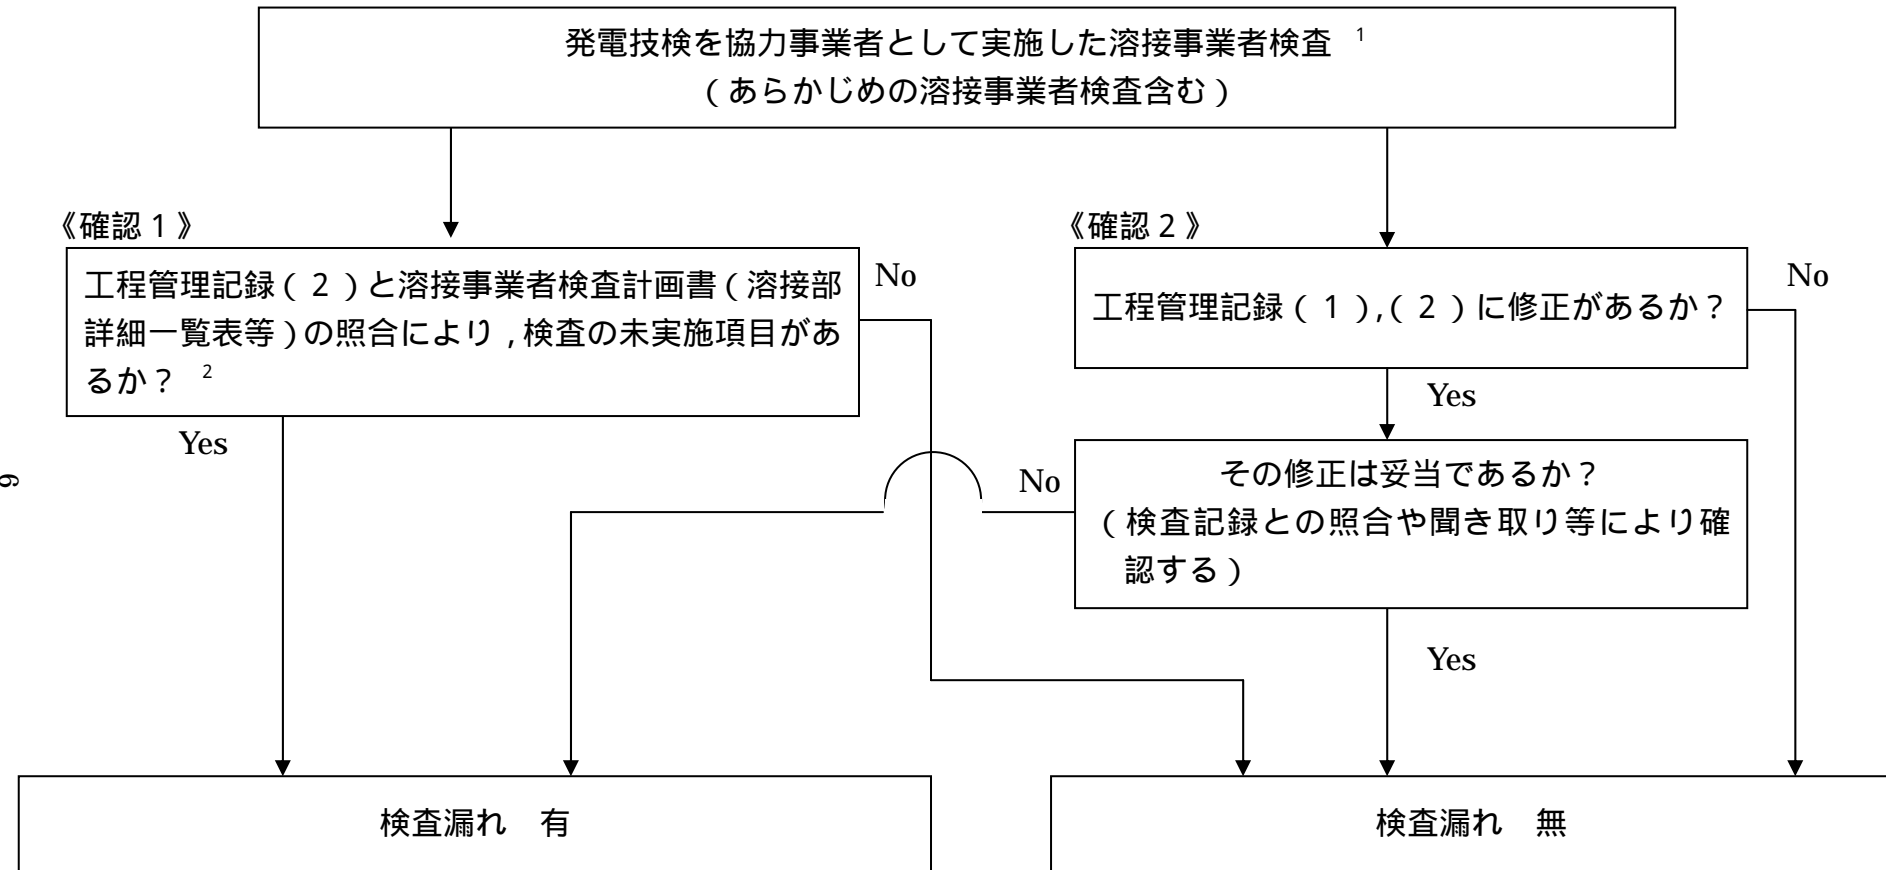 発電技検を協力事業者として実施した溶接事業者検査 1
(あらかじめの溶接事業者検査含む)
《確認1》
工程管理記録(2)と溶接事業者検査計画書(溶接部
詳細一覧表等)の照合により,検査の未実施項目があ
るか? 2
No
Yes
《確認2》
工程管理記録(1),(2)に修正があるか?
No
Yes
その修正は妥当であるか?
(検査記録との照合や聞き取り等により確
認する)
No
Yes
検査漏れ 有
検査漏れ 無